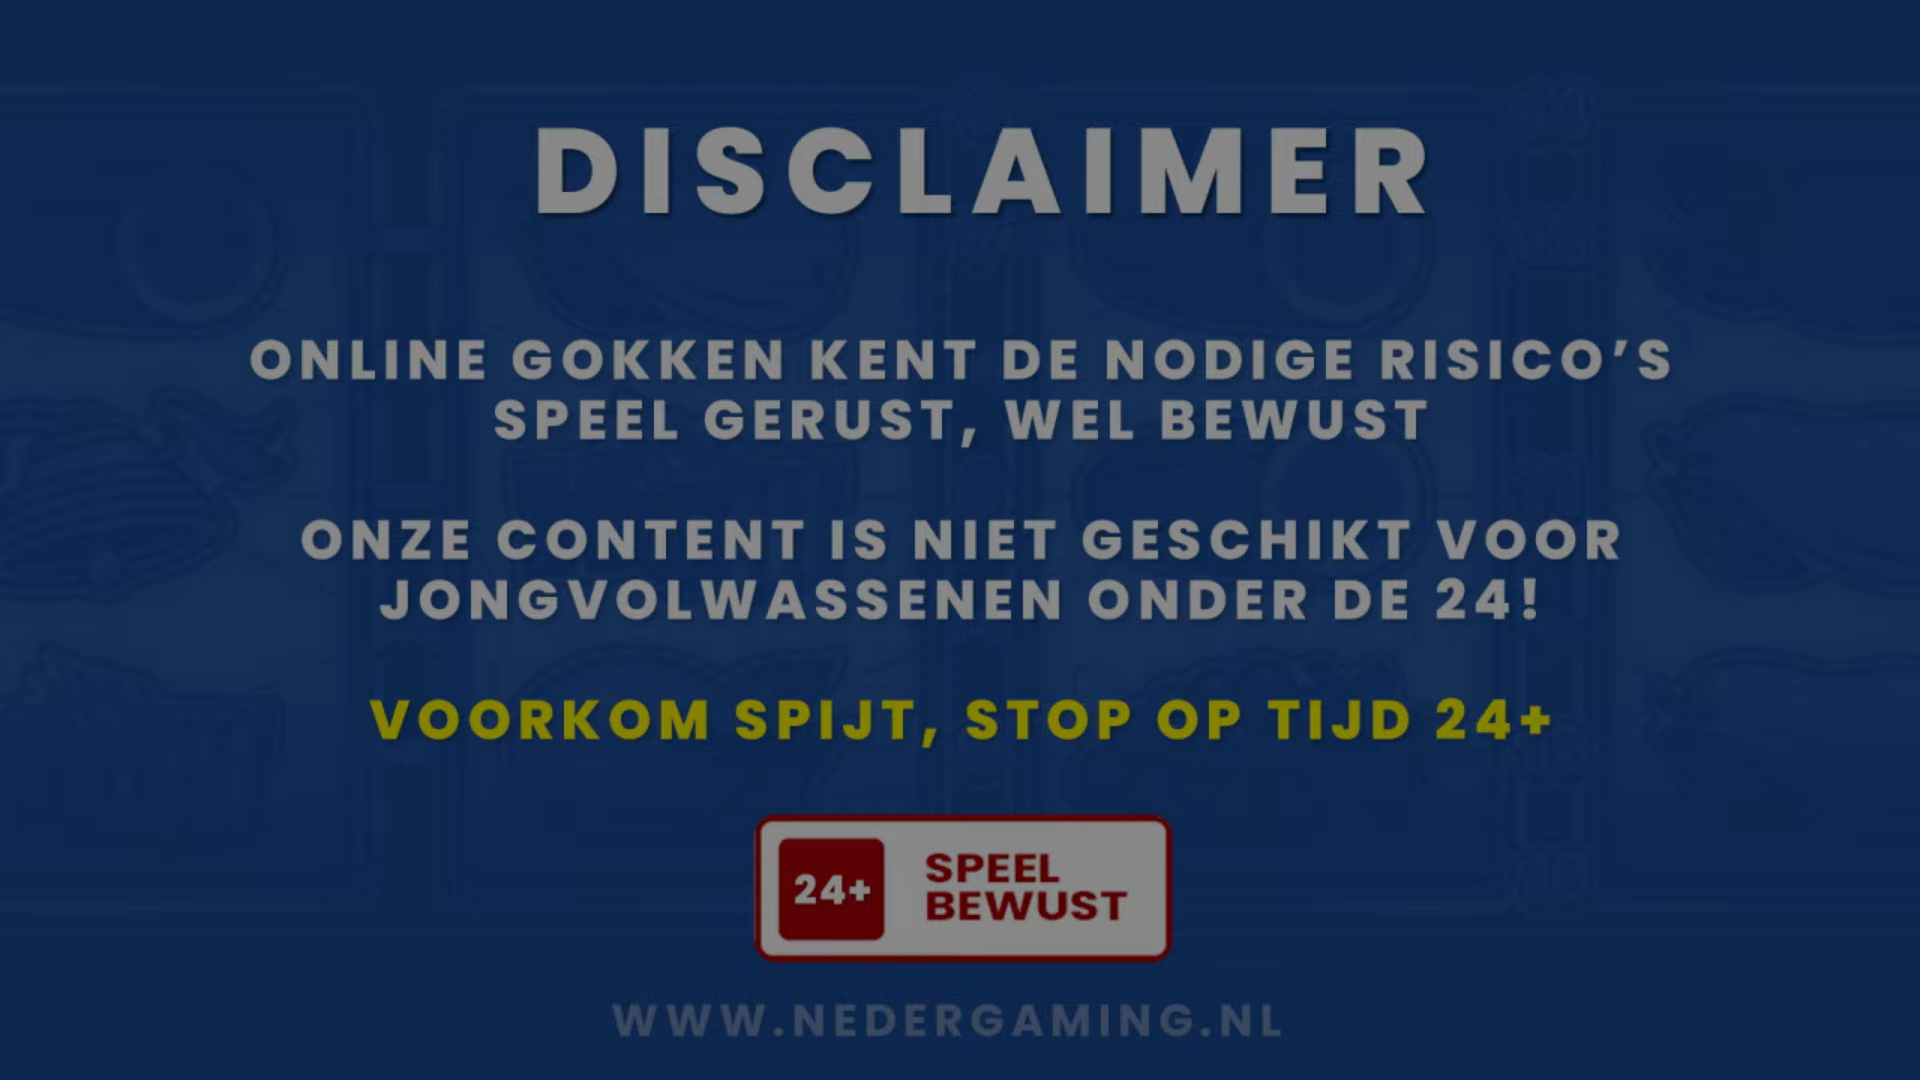 DISCLAIMER
ONLINE GOKKEN KENT DE NODIGE RISICO’S
SPEEL GERUST, WEL BEWUST
ONZE CONTENT IS NIET GESCHIKT VOOR
JONGVOLWASSENEN ONDER DE 24!
VOORKOM SPIJT, STOP OP TIJD 24+
24+
SPEEL
BEWUST
WWW.NEDERGAMING.NL